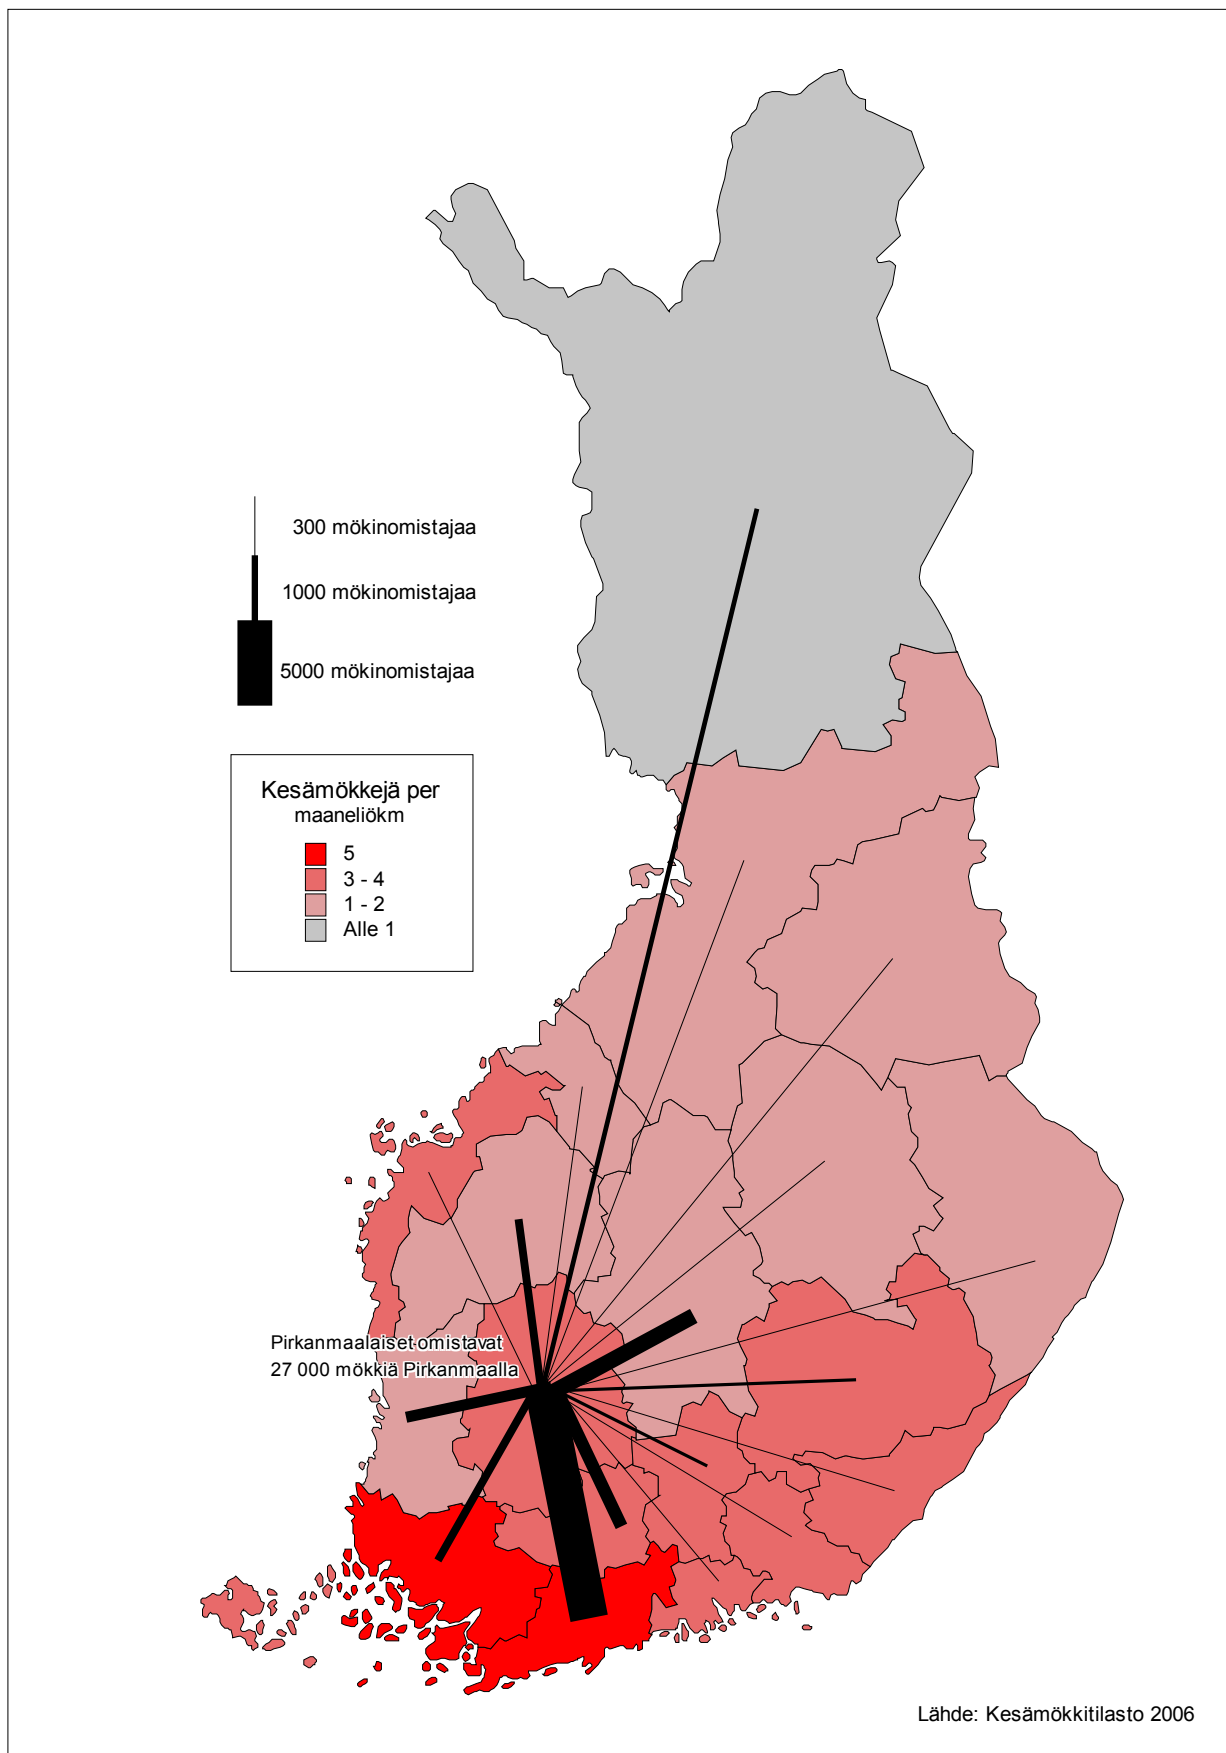 300 mökinomistajaa
1000 mökinomistajaa
5000 mökinomistajaa
Kesämökkejä per
maaneliökm
5
3 - 4
1 - 2
Alle 1
Pirkanmaalaiset omistavat
27 000 mökkiä Pirkanmaalla
Lähde: Kesämökkitilasto 2006